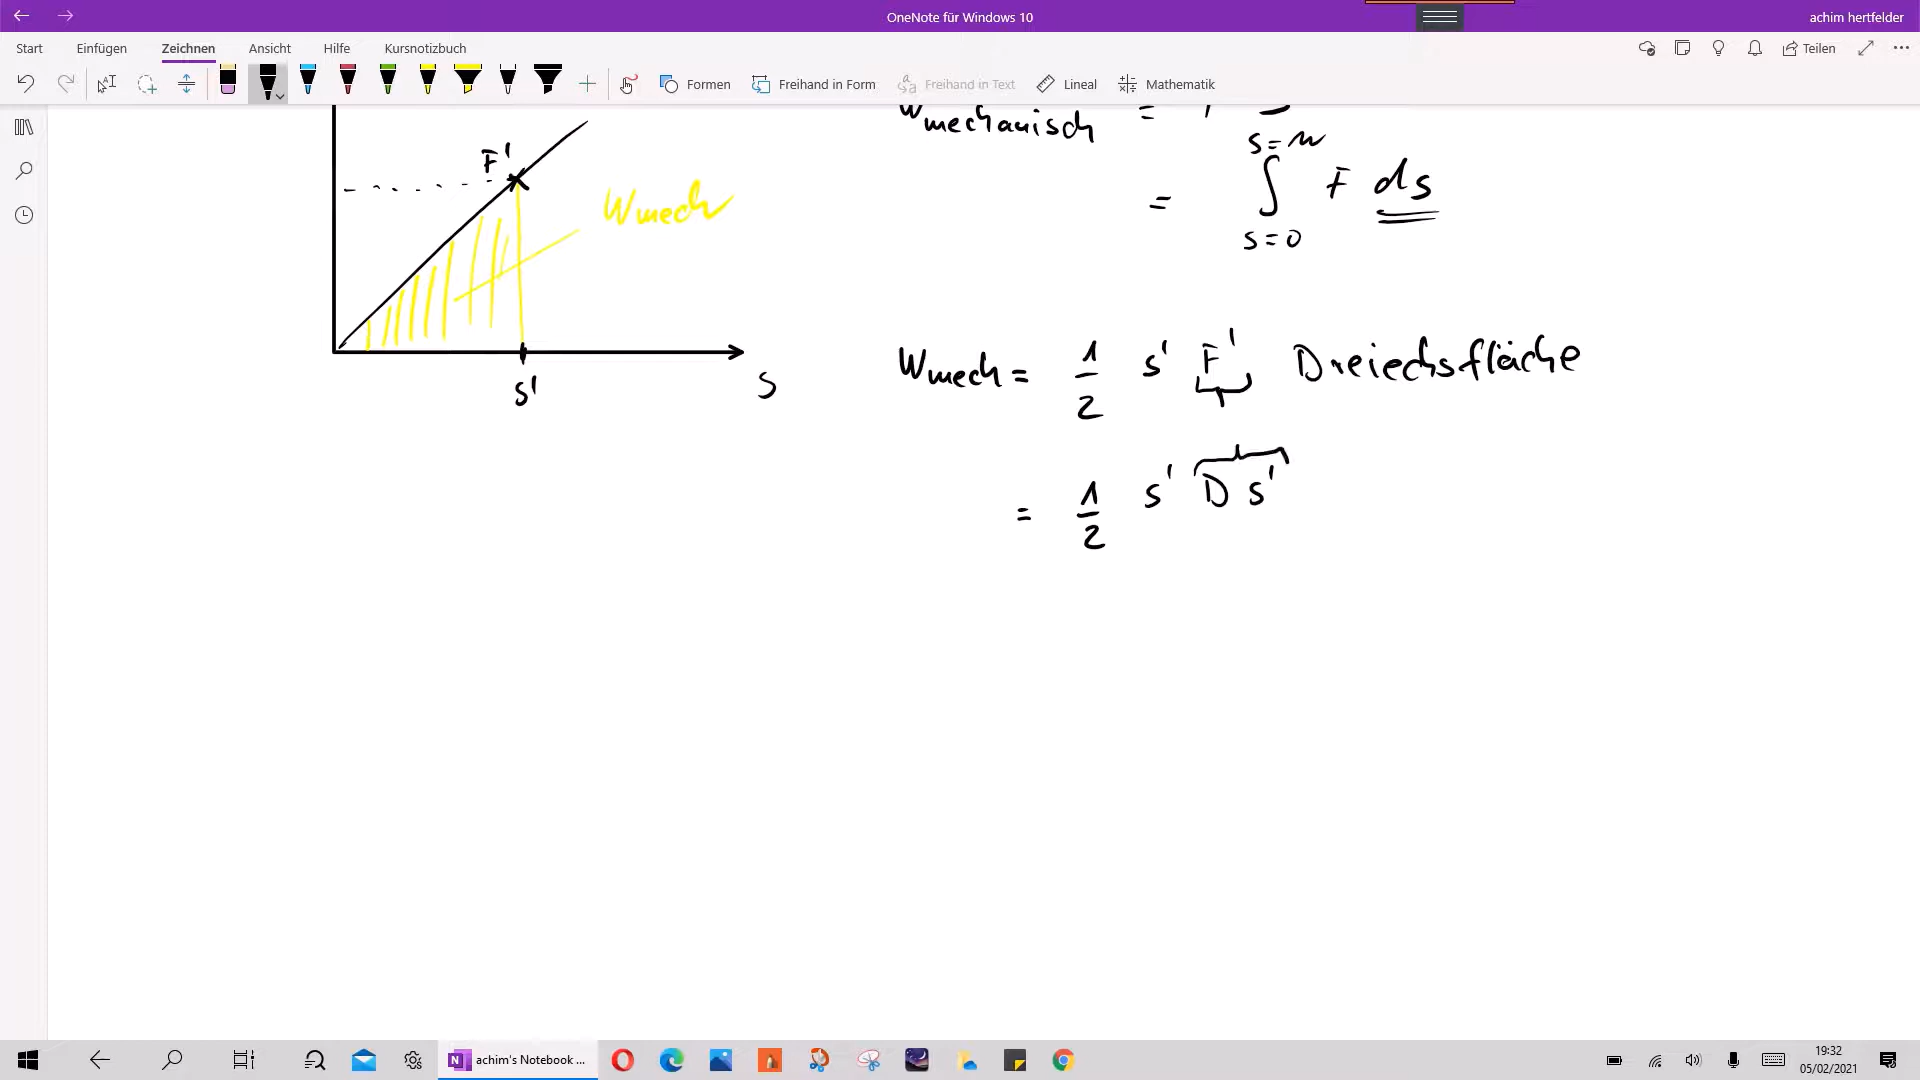 OneNote für Windows 10
achim hertfelder
Start Einfügen Zeichnen Ansicht Hilfe Kursnotizbuch
Teilen
Formen Freihand in Form Freihand in Text Lineal Mathematik
Wmechanisch =
s=
= ∫ F ds
s=0
F'
Wmech
s'
s
Wmech = 1/2 s' F' Dreiecksfläche
= 1/2 s' D s'
achim's Notebook ...
19:32
05/02/2021